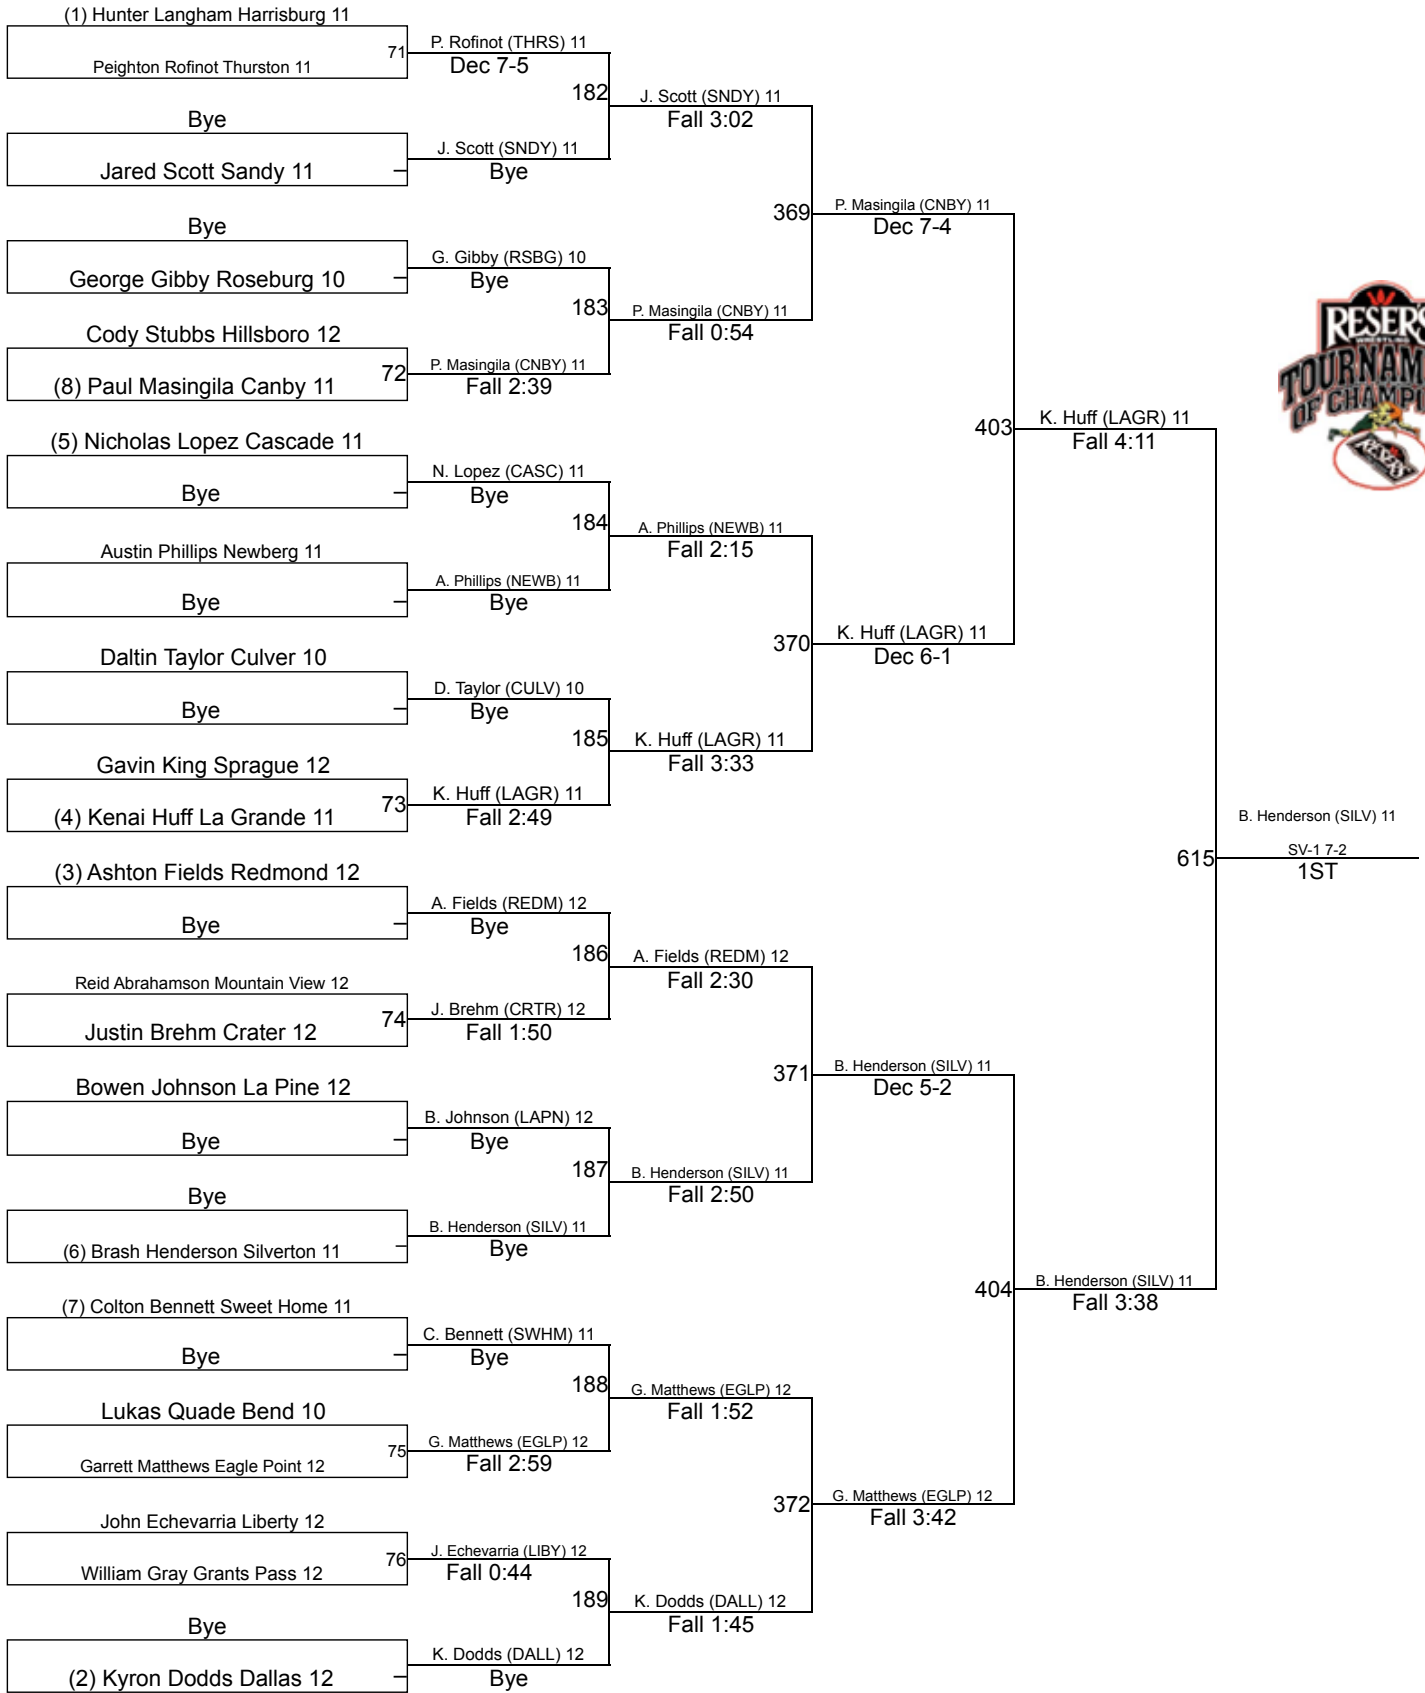 (1) Hunter Langham Harrisburg 11
71
Peighton Rofinot Thurston 11
P. Rofinot (THRS) 11
Dec 7-5
182
Bye
Jared Scott Sandy 11
J. Scott (SNDY) 11
Bye
J. Scott (SNDY) 11
Fall 3:02
369
Bye
George Gibby Roseburg 10
G. Gibby (RSBG) 10
Bye
183
Cody Stubbs Hillsboro 12
72
(8) Paul Masingila Canby 11
P. Masingila (CNBY) 11
Fall 2:39
P. Masingila (CNBY) 11
Fall 0:54
P. Masingila (CNBY) 11
Dec 7-4
403
(5) Nicholas Lopez Cascade 11
Bye
N. Lopez (CASC) 11
Bye
184
Austin Phillips Newberg 11
Bye
A. Phillips (NEWB) 11
Bye
A. Phillips (NEWB) 11
Fall 2:15
370
Daltin Taylor Culver 10
Bye
D. Taylor (CULV) 10
Bye
185
Gavin King Sprague 12
73
(4) Kenai Huff La Grande 11
K. Huff (LAGR) 11
Fall 2:49
K. Huff (LAGR) 11
Fall 3:33
K. Huff (LAGR) 11
Dec 6-1
K. Huff (LAGR) 11
Fall 4:11
615
(3) Ashton Fields Redmond 12
Bye
A. Fields (REDM) 12
Bye
186
Reid Abrahamson Mountain View 12
74
Justin Brehm Crater 12
J. Brehm (CRTR) 12
Fall 1:50
A. Fields (REDM) 12
Fall 2:30
371
Bowen Johnson La Pine 12
Bye
B. Johnson (LAPN) 12
Bye
187
Bye
(6) Brash Henderson Silverton 11
B. Henderson (SILV) 11
Bye
B. Henderson (SILV) 11
Fall 2:50
B. Henderson (SILV) 11
Dec 5-2
404
(7) Colton Bennett Sweet Home 11
Bye
C. Bennett (SWHM) 11
Bye
188
Lukas Quade Bend 10
75
Garrett Matthews Eagle Point 12
G. Matthews (EGLP) 12
Fall 2:59
G. Matthews (EGLP) 12
Fall 1:52
372
John Echevarria Liberty 12
76
William Gray Grants Pass 12
J. Echevarria (LIBY) 12
Fall 0:44
189
Bye
(2) Kyron Dodds Dallas 12
K. Dodds (DALL) 12
Bye
K. Dodds (DALL) 12
Fall 1:45
G. Matthews (EGLP) 12
Fall 3:42
B. Henderson (SILV) 11
Fall 3:38
B. Henderson (SILV) 11
SV-1 7-2
1ST
RESER'S
WRESTLING
TOURNAM
OF CHAMPI